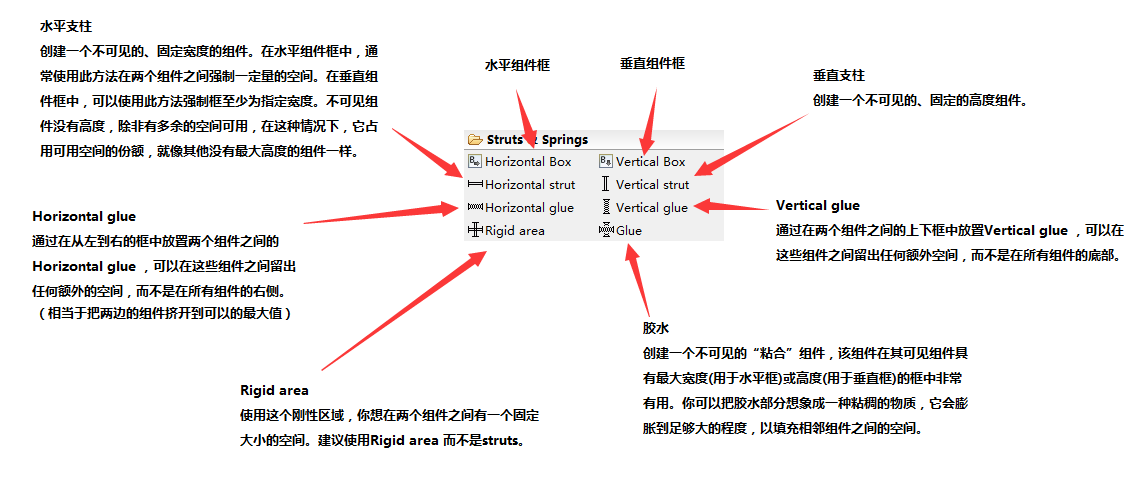 水平支柱
创建一个不可见的、固定宽度的组件。在水平组件框中，通
常使用此方法在两个组件之间强制一定量的空间。在垂直组
件框中，可以使用此方法强制框至少为指定宽度。不可见组
件没有高度，除非有多余的空间可用，在这种情况下，它占
用可用空间的份额，就像其他没有最大高度的组件一样。
水平组件框
垂直组件框
垂直支柱
创建一个不可见的、固定的高度组件。
Struts & Springs
Horizontal Box
Vertical Box
Horizontal strut
Vertical strut
Horizontal glue
Vertical glue
Rigid area
Glue
Horizontal glue
通过在从左到右的框中放置两个组件之间的
Horizontal glue ，可以在这些组件之间留出
任何额外的空间，而不是在所有组件的右侧。
（相当于把两边的组件挤开到可以的最大值）
Vertical glue
通过在两个组件之间的上下框中放置Vertical glue ，可以在
这些组件之间留出任何额外空间，而不是在所有组件的底部。
Rigid area
使用这个刚性区域，你想在两个组件之间有一个固定
大小的空间。建议使用Rigid area 而不是struts。
胶水
创建一个不可见的“粘合”组件，该组件在其可见组件具
有最大宽度(用于水平框)或高度(用于垂直框)的框中非常
有用。你可以把胶水部分想象成一种粘稠的物质，它会膨
胀到足够大的程度，以填充相邻组件之间的空间。